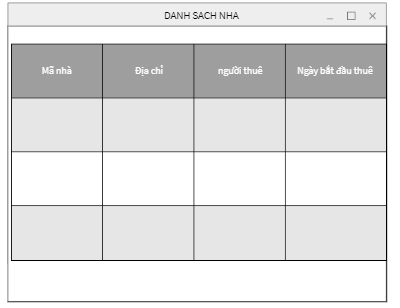 DANH SACH NHA
Mã nhà Địa chỉ người thuê Ngày bắt đầu thuê